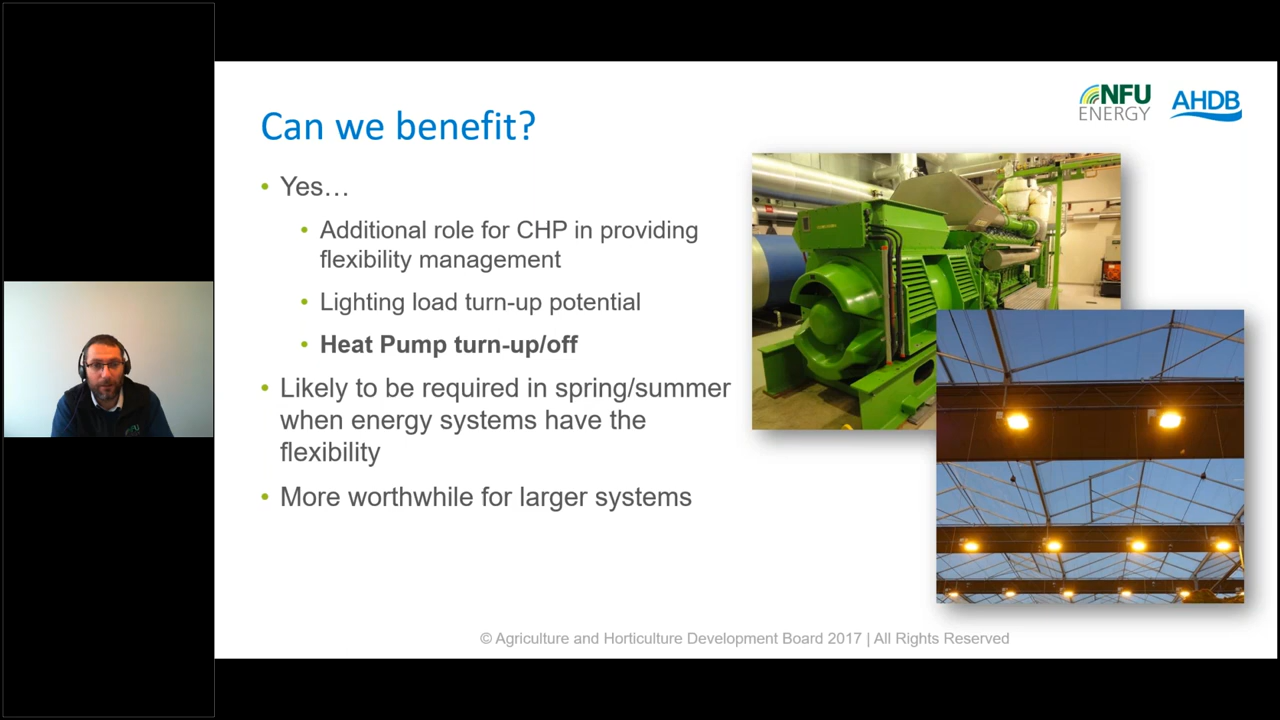 NFU
ENERGY
AHDB
Can we benefit?
• Yes…
• Additional role for CHP in providing
flexibility management
• Lighting load turn-up potential
• Heat Pump turn-up/off
• Likely to be required in spring/summer
when energy systems have the
flexibility
• More worthwhile for larger systems
© Agriculture and Horticulture Development Board 2017 | All Rights Reserved